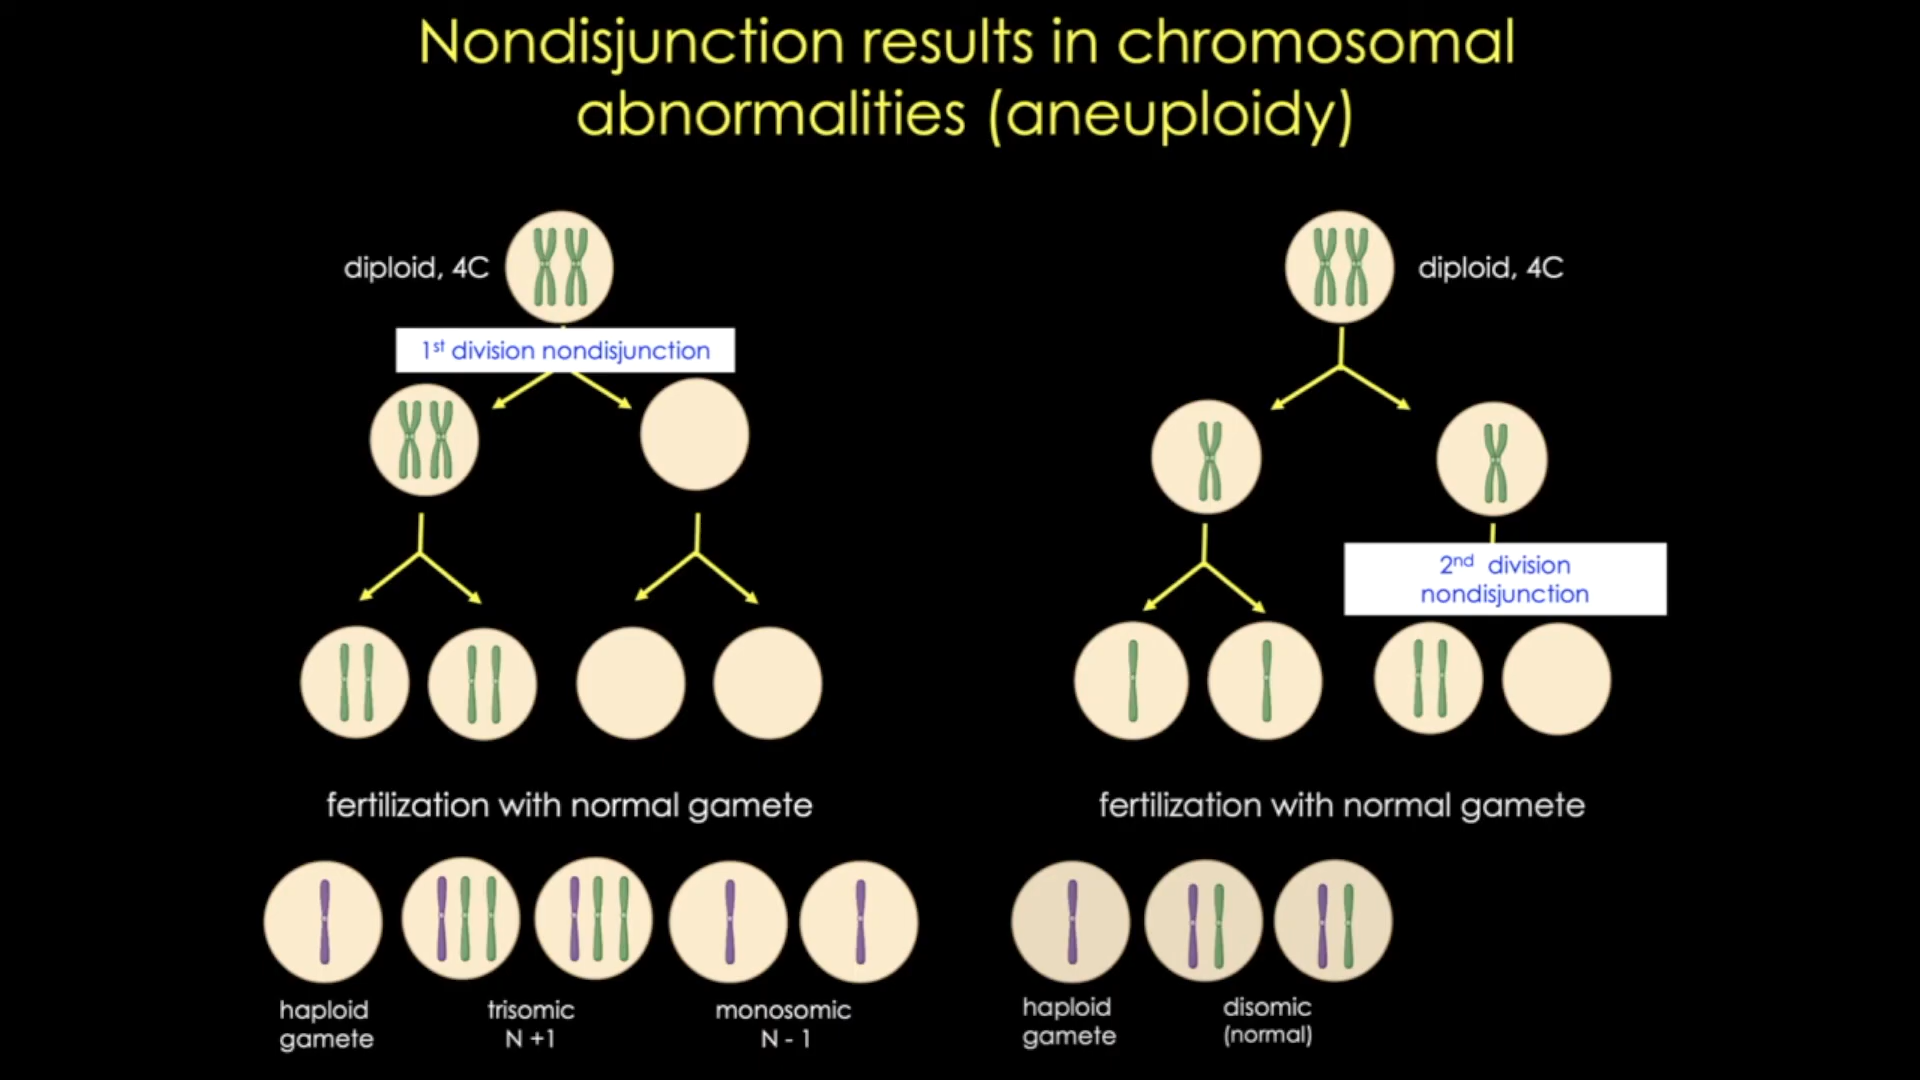 Nondisjunction results in chromosomal
abnormalities (aneuploidy)
diploid, 4C
1st division nondisjunction
fertilization with normal gamete
haploid
gamete
trisomic
N +1
monosomic
N - 1
diploid, 4C
2nd division
nondisjunction
fertilization with normal gamete
haploid
gamete
disomic
(normal)